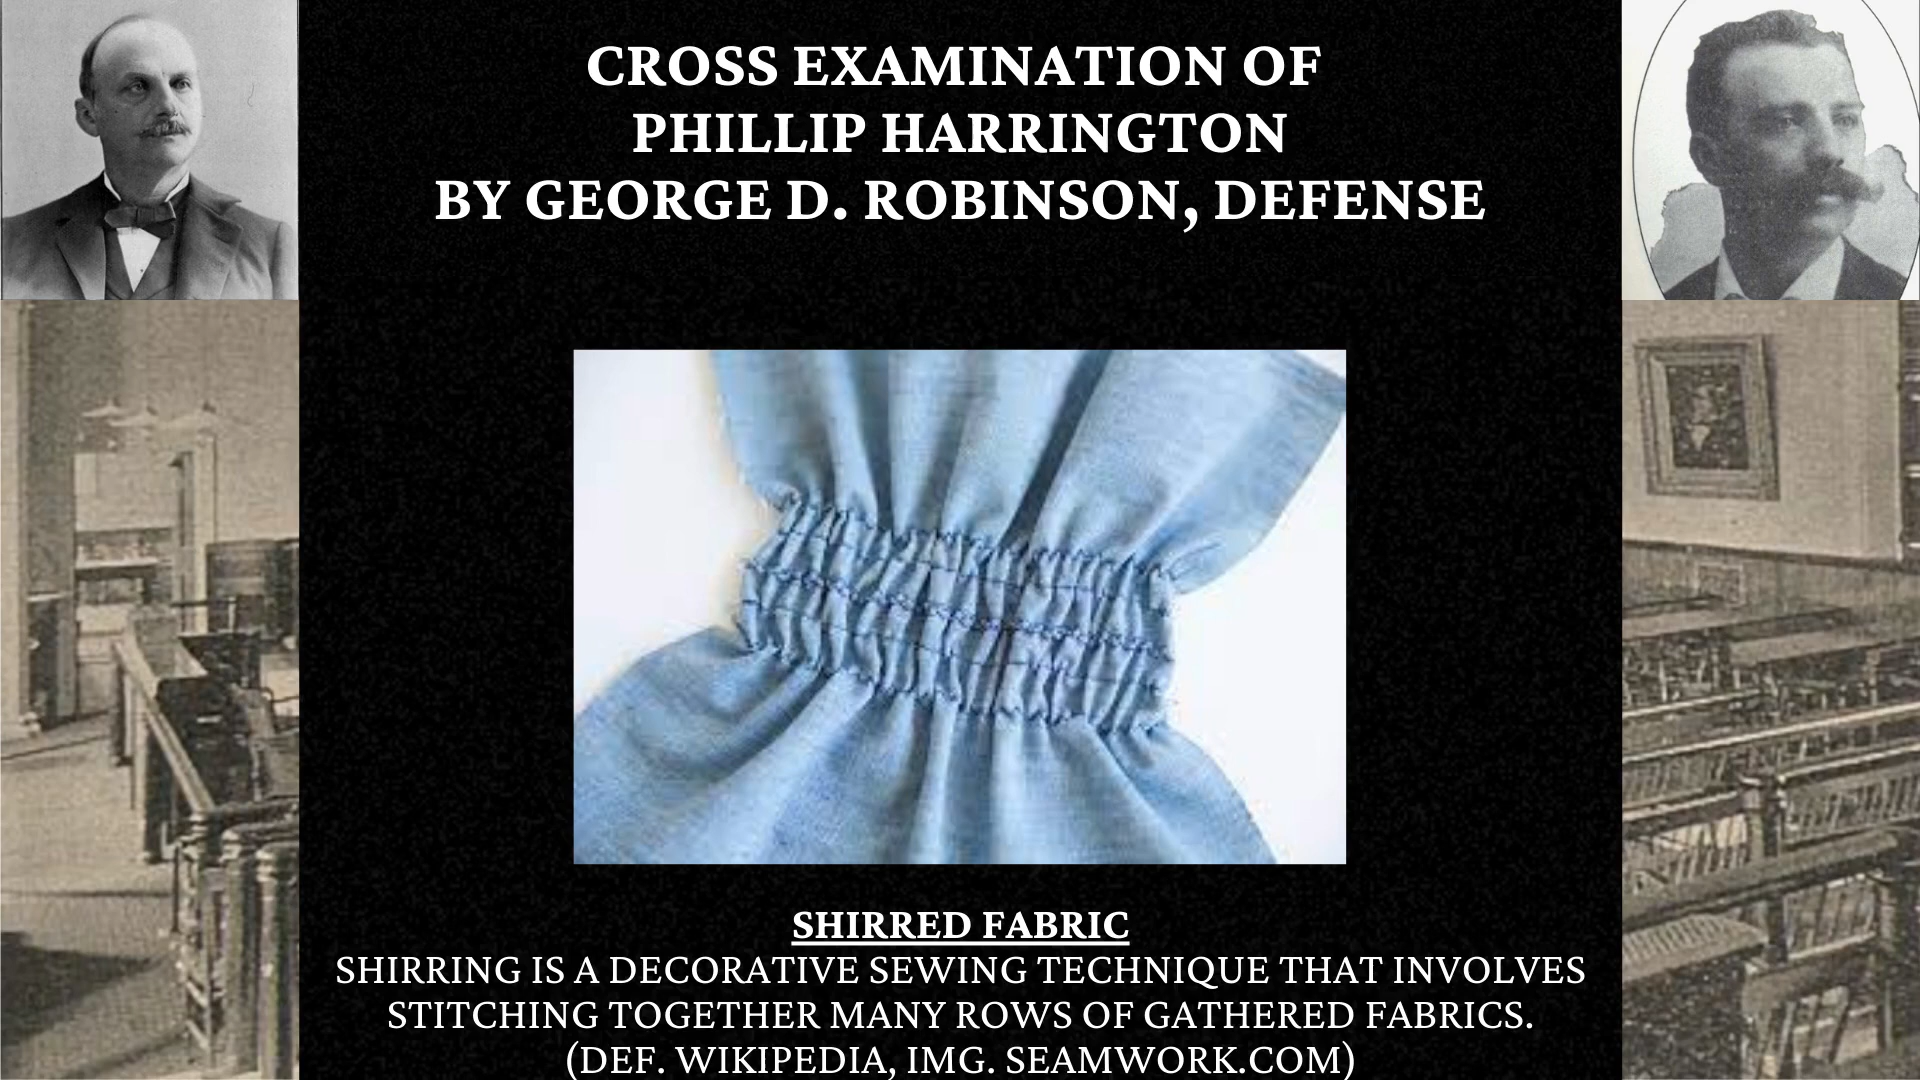 CROSS EXAMINATION OF
PHILLIP HARRINGTON
BY GEORGE D. ROBINSON, DEFENSE
SHIRRED FABRIC
SHIRRING IS A DECORATIVE SEWING TECHNIQUE THAT INVOLVES
STITCHING TOGETHER MANY ROWS OF GATHERED FABRICS.
(DEF. WIKIPEDIA, IMG. SEAMWORK.COM)